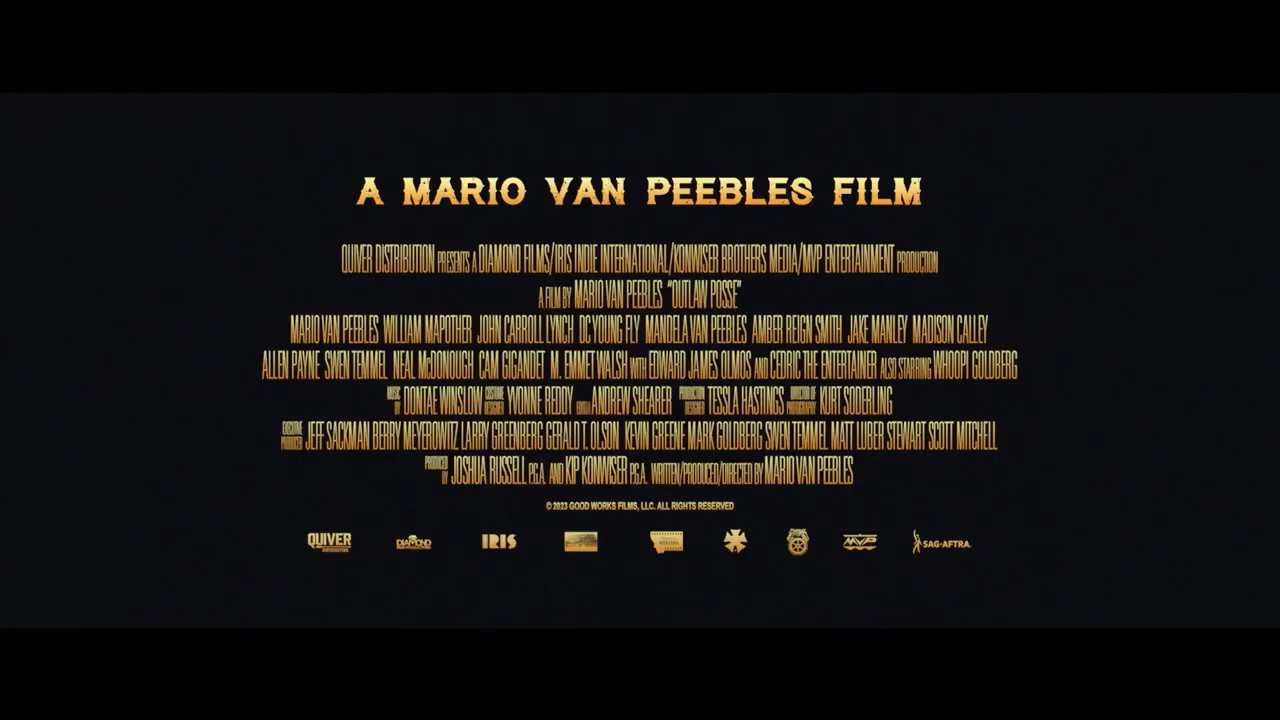 A MARIO VAN PEEBLES FILM
QUIVER DISTRIBUTION PRESENTS A DIAMOND FILMS/IRIS INDIE INTERNATIONAL/KONWISER BROTHERS MEDIA/MVP ENTERTAINMENT PRODUCTION
A FILM BY MARIO VAN PEEBLES "OUTLAW POSSE"
MARIO VAN PEEBLES WILLIAM MAPOTHER JOHN CARROLL LYNCH DC YOUNG FLY MANDELA VAN PEEBLES AMBER REIGN SMITH JAKE MANLEY MADISON CALLEY
ALLEN PAYNE SWEN TEMMEL NEAL McDONOUGH CAM GIGANDET M. EMMET WALSH WITH EDWARD JAMES OLMOS AND CEDRIC THE ENTERTAINER ALSO STARRING WHOOPI GOLDBERG
MUSIC BY DONTAE WINSLOW COSTUME DESIGNER YVONNE REDDY ANDREW SHEARER PRODUCTION DESIGNER TESSLA HASTINGS DIRECTOR OF PHOTOGRAPHY KURT SODERLING
EXECUTIVE PRODUCER JEFF SACKMAN BERRY MEYEROWITZ LARRY GREENBERG GERALD T. OLSON KEVIN GREENE MARK GOLDBERG SWEN TEMMEL MATT LUBER STEWART SCOTT MITCHELL
PRODUCED BY JOSHUA RUSSELL P.G.A. AND KIP KONWISER P.G.A. WRITTEN/PRODUCED/DIRECTED BY MARIO VAN PEEBLES
© 2023 GOOD WORKS FILMS, LLC. ALL RIGHTS RESERVED
QUIVER DISTRIBUTION DIAMOND IRIS MVP SAG-AFTRA.